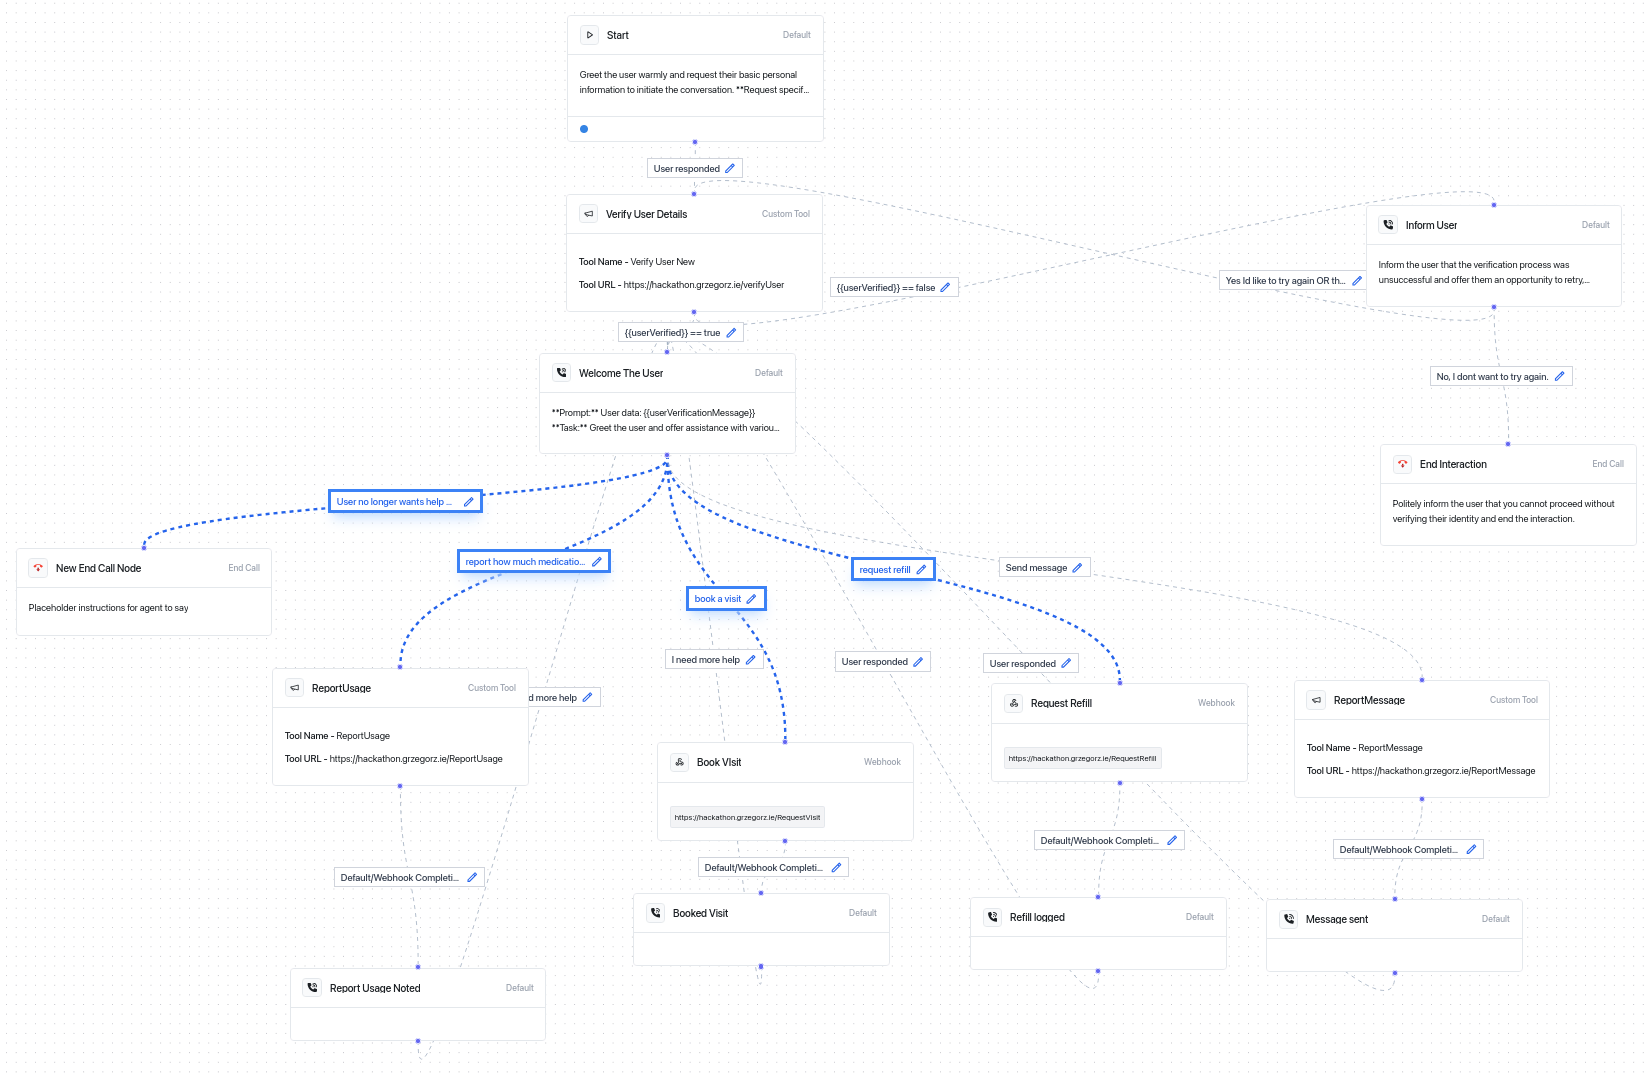 Start
Default
Greet the user warmly and request their basic personal
information to initiate the conversation. **Request specif...
User responded
Verify User Details
Custom Tool
Tool Name - Verify User New
Tool URL - https://hackathon.grzegorz.ie/verifyUser
Inform User
Default
Inform the user that the verification process was
unsuccessful and offer them an opportunity to retry,...
{{userVerified}} == false
Yes Id like to try again OR th...
{{userVerified}} == true
Welcome The User
Default
**Prompt:** User data: {{userVerificationMessage}}
**Task:** Greet the user and offer assistance with variou...
No, I dont want to try again.
End Interaction
End Call
Politely inform the user that you cannot proceed without
verifying their identity and end the interaction.
User no longer wants help ...
New End Call Node
End Call
Placeholder instructions for agent to say
report how much medicatio...
book a visit
request refill
Send message
I need more help
User responded
User responded
ReportUsage
Custom Tool
Tool Name - ReportUsage
Tool URL - https://hackathon.grzegorz.ie/ReportUsage
d more help
Book VIsit
Webhook
https://hackathon.grzegorz.ie/RequestVisit
Request Refill
Webhook
https://hackathon.grzegorz.ie/RequestRefill
ReportMessage
Custom Tool
Tool Name - ReportMessage
Tool URL - https://hackathon.grzegorz.ie/ReportMessage
Default/Webhook Completi...
Default/Webhook Completi...
Default/Webhook Completi...
Default/Webhook Completi...
Booked Visit
Default
Refill logged
Default
Message sent
Default
Report Usage Noted
Default